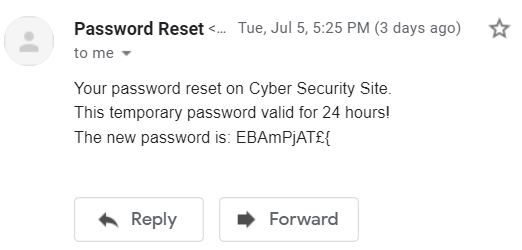 Password Reset <... Tue, Jul 5, 5:25 PM (3 days ago)
to me
Your password reset on Cyber Security Site.
This temporary password valid for 24 hours!
The new password is: EBAmPjAT£{
Reply Forward